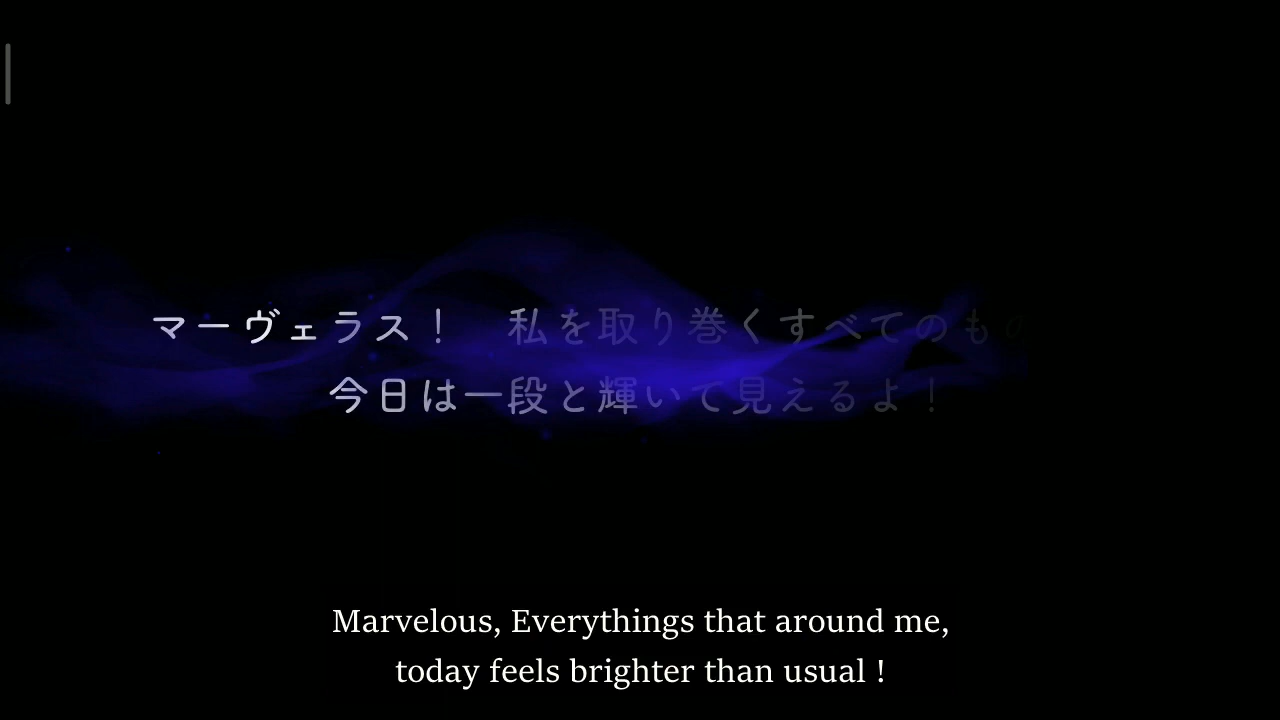 マーヴェラス！　私を取り巻くすべてのもの
今日は一段と輝いて見えるよ！
Marvelous, Everythings that around me,
today feels brighter than usual !